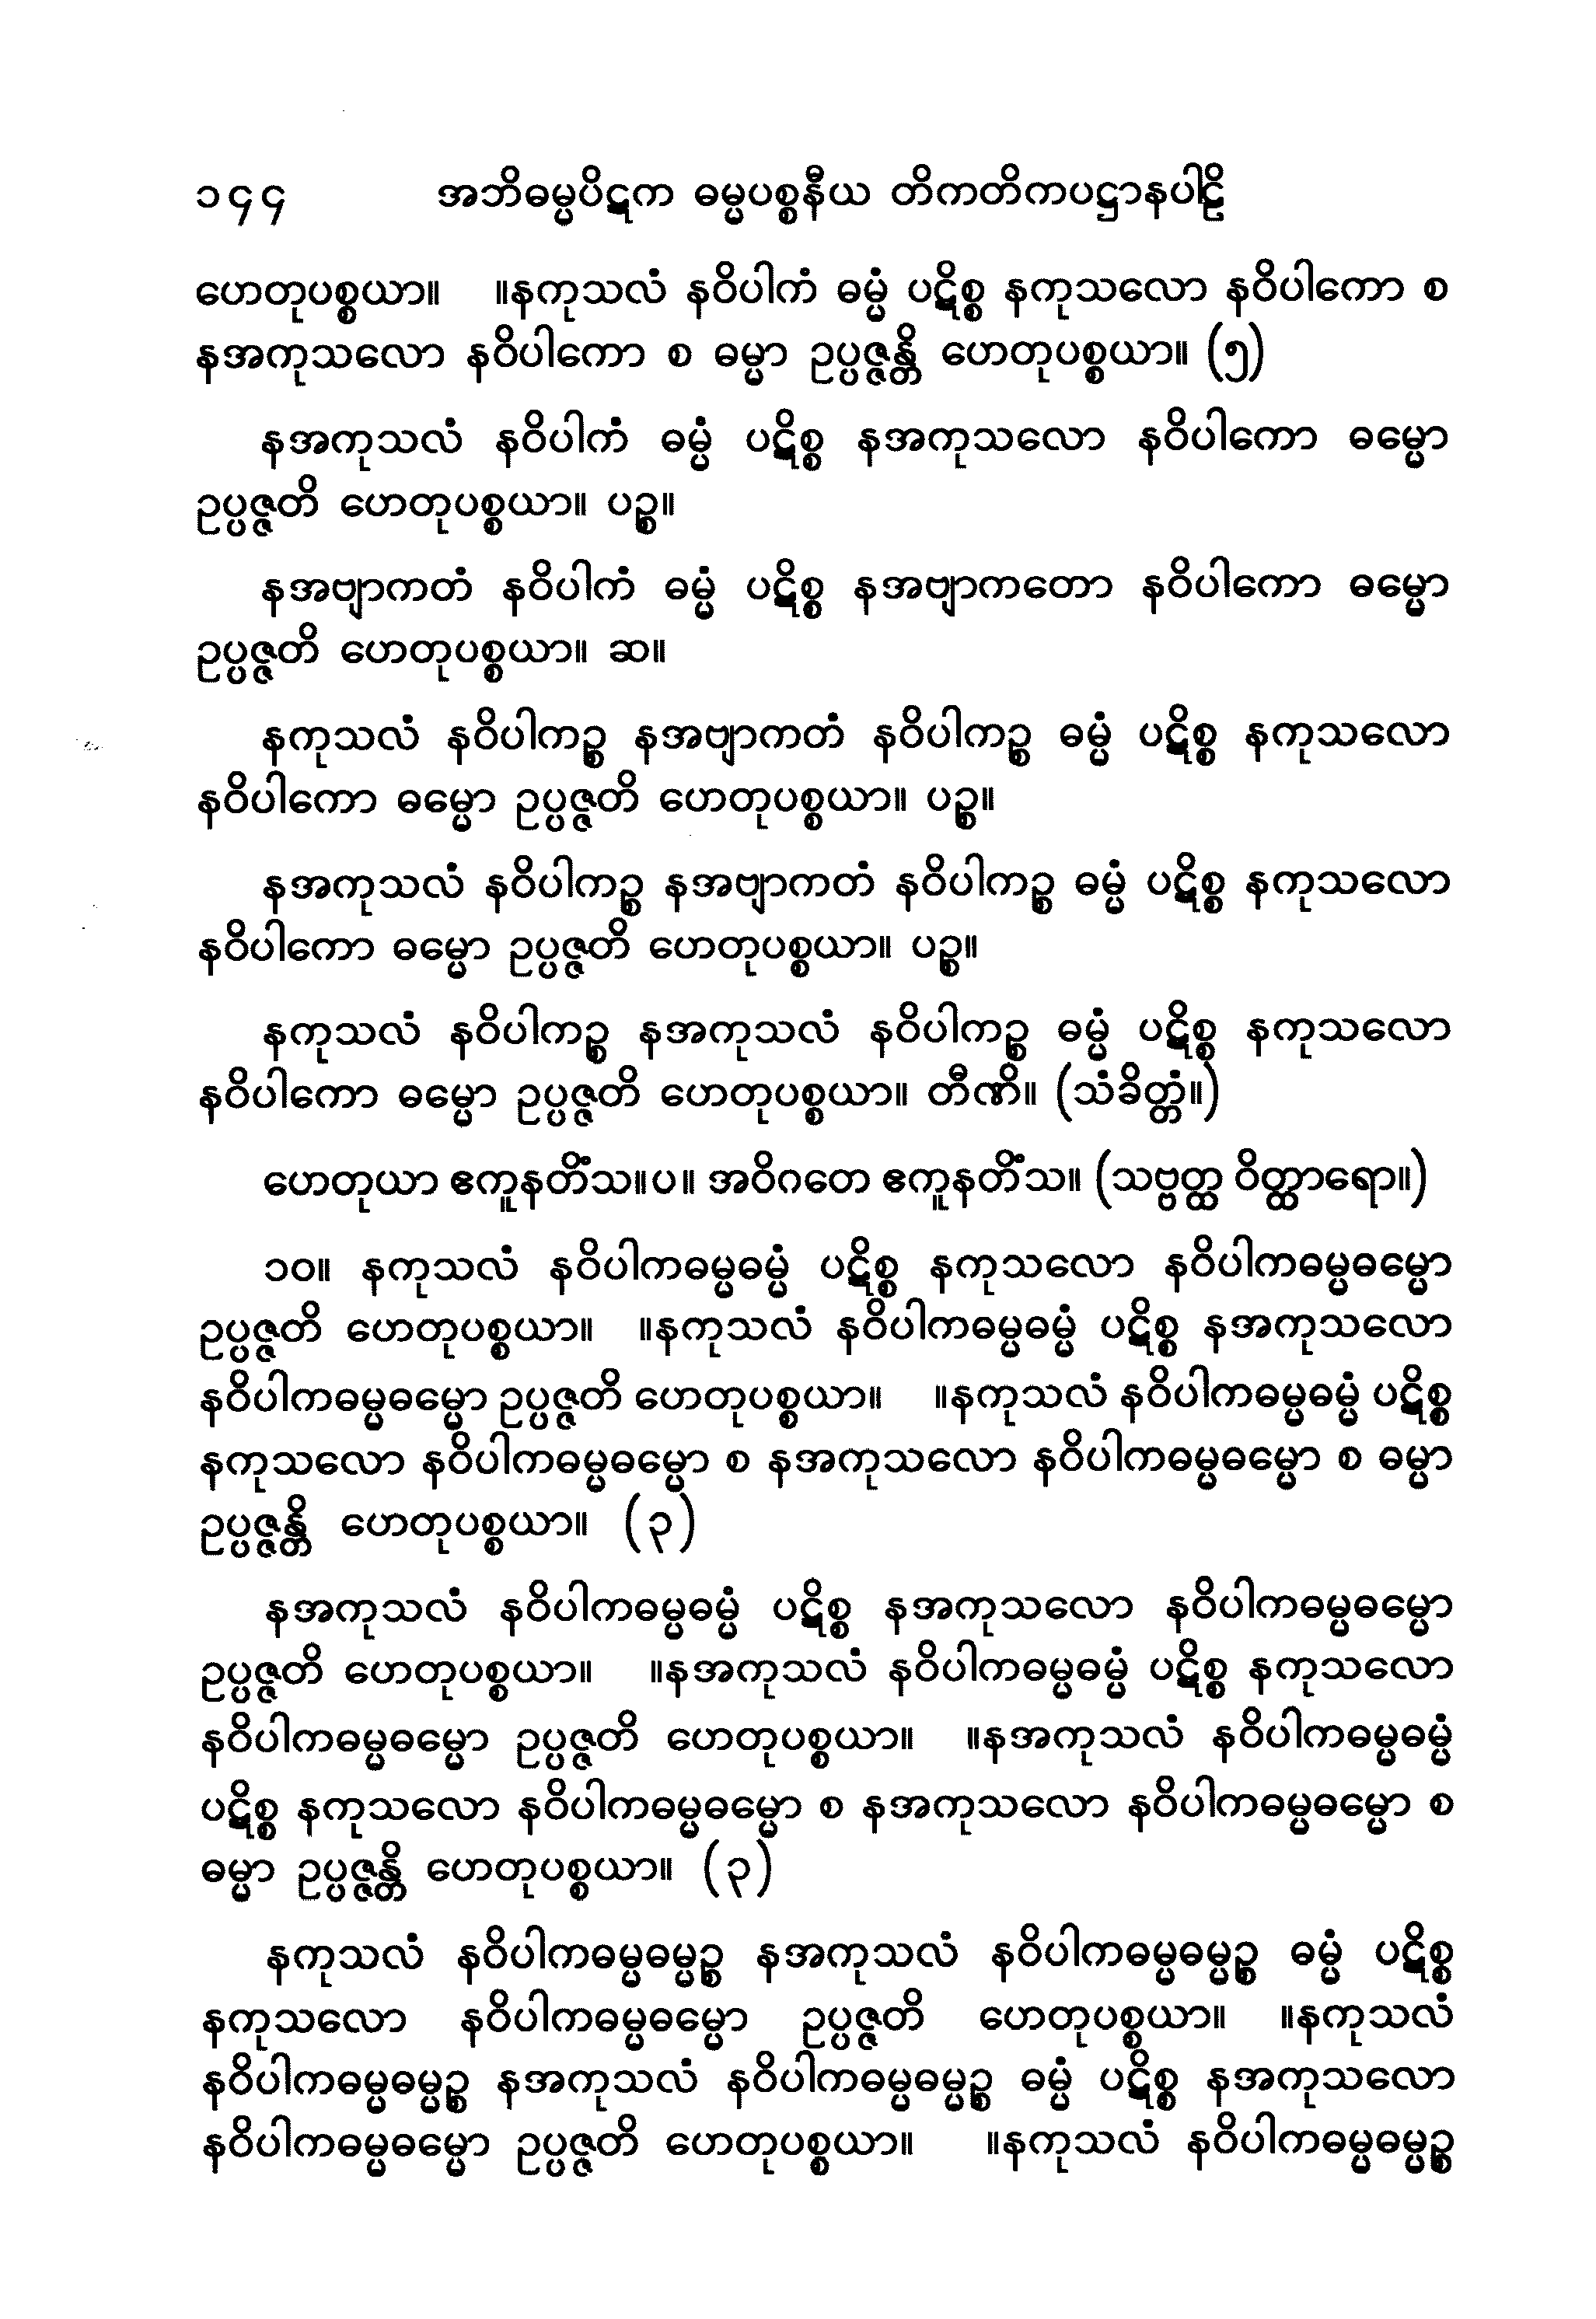 ၁၄၄ အဘိဓမ္မပိဋက ဓမ္မပစ္စနီယ တိကတိကပဋ္ဌာနပါဠိ
ဟေတုပစ္စယာ။ ။နကုသလံ နဝိပါကံ ဓမ္မံ ပဋိစ္စ နကုသလော နဝိပါကော စ
နအကုသလော နဝိပါကော စ ဓမ္မာ ဥပ္ပဇ္ဇန္တိ ဟေတုပစ္စယာ။ (၅)
နအကုသလံ နဝိပါကံ ဓမ္မံ ပဋိစ္စ နအကုသလော နဝိပါကော ဓမ္မော
ဥပ္ပဇ္ဇတိ ဟေတုပစ္စယာ။ ပဉ္စ။
နအဗျာကတံ နဝိပါကံ ဓမ္မံ ပဋိစ္စ နအဗျာကတော နဝိပါကော ဓမ္မော
ဥပ္ပဇ္ဇတိ ဟေတုပစ္စယာ။ ဆ။
နကုသလံ နဝိပါကဉ္စ နအဗျာကတံ နဝိပါကဉ္စ ဓမ္မံ ပဋိစ္စ နကုသလော
နဝိပါကော ဓမ္မော ဥပ္ပဇ္ဇတိ ဟေတုပစ္စယာ။ ပဉ္စ။
နအကုသလံ နဝိပါကဉ္စ နအဗျာကတံ နဝိပါကဉ္စ ဓမ္မံ ပဋိစ္စ နကုသလော
နဝိပါကော ဓမ္မော ဥပ္ပဇ္ဇတိ ဟေတုပစ္စယာ။ ပဉ္စ။
နကုသလံ နဝိပါကဉ္စ နအကုသလံ နဝိပါကဉ္စ ဓမ္မံ ပဋိစ္စ နကုသလော
နဝိပါကော ဓမ္မော ဥပ္ပဇ္ဇတိ ဟေတုပစ္စယာ။ တီဏိ။ (သံခိတ္တံ။)
ဟေတုယာ ဧကူနတိံသ။ပ။ အဝိဂတေ ဧကူနတိံသ။ (သဗ္ဗတ္ထ ဝိတ္ထာရော။)
၁၀။ နကုသလံ နဝိပါကဓမ္မဓမ္မံ ပဋိစ္စ နကုသလော နဝိပါကဓမ္မဓမ္မော
ဥပ္ပဇ္ဇတိ ဟေတုပစ္စယာ။ ။နကုသလံ နဝိပါကဓမ္မဓမ္မံ ပဋိစ္စ နအကုသလော
နဝိပါကဓမ္မဓမ္မော ဥပ္ပဇ္ဇတိ ဟေတုပစ္စယာ။ ။နကုသလံ နဝိပါကဓမ္မဓမ္မံ ပဋိစ္စ
နကုသလော နဝိပါကဓမ္မဓမ္မော စ နအကုသလော နဝိပါကဓမ္မဓမ္မော စ ဓမ္မာ
ဥပ္ပဇ္ဇန္တိ ဟေတုပစ္စယာ။ (၃)
နအကုသလံ နဝိပါကဓမ္မဓမ္မံ ပဋိစ္စ နအကုသလော နဝိပါကဓမ္မဓမ္မော
ဥပ္ပဇ္ဇတိ ဟေတုပစ္စယာ။ ။နအကုသလံ နဝိပါကဓမ္မဓမ္မံ ပဋိစ္စ နကုသလော
နဝိပါကဓမ္မဓမ္မော ဥပ္ပဇ္ဇတိ ဟေတုပစ္စယာ။ ။နအကုသလံ နဝိပါကဓမ္မဓမ္မံ
ပဋိစ္စ နကုသလော နဝိပါကဓမ္မဓမ္မော စ နအကုသလော နဝိပါကဓမ္မဓမ္မော စ
ဓမ္မာ ဥပ္ပဇ္ဇန္တိ ဟေတုပစ္စယာ။ (၃)
နကုသလံ နဝိပါကဓမ္မဓမ္မဉ္စ နအကုသလံ နဝိပါကဓမ္မဓမ္မဉ္စ ဓမ္မံ ပဋိစ္စ
နကုသလော နဝိပါကဓမ္မဓမ္မော ဥပ္ပဇ္ဇတိ ဟေတုပစ္စယာ။ ။နကုသလံ
နဝိပါကဓမ္မဓမ္မဉ္စ နအကုသလံ နဝိပါကဓမ္မဓမ္မဉ္စ ဓမ္မံ ပဋိစ္စ နအကုသလော
နဝိပါကဓမ္မဓမ္မော ဥပ္ပဇ္ဇတိ ဟေတုပစ္စယာ။ ။နကုသလံ နဝိပါကဓမ္မဓမ္မဉ္စ